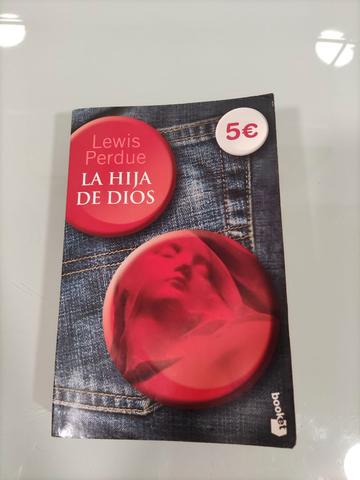 Lewis
Perdue
LA HIJA
DE DIOS
5€
booket